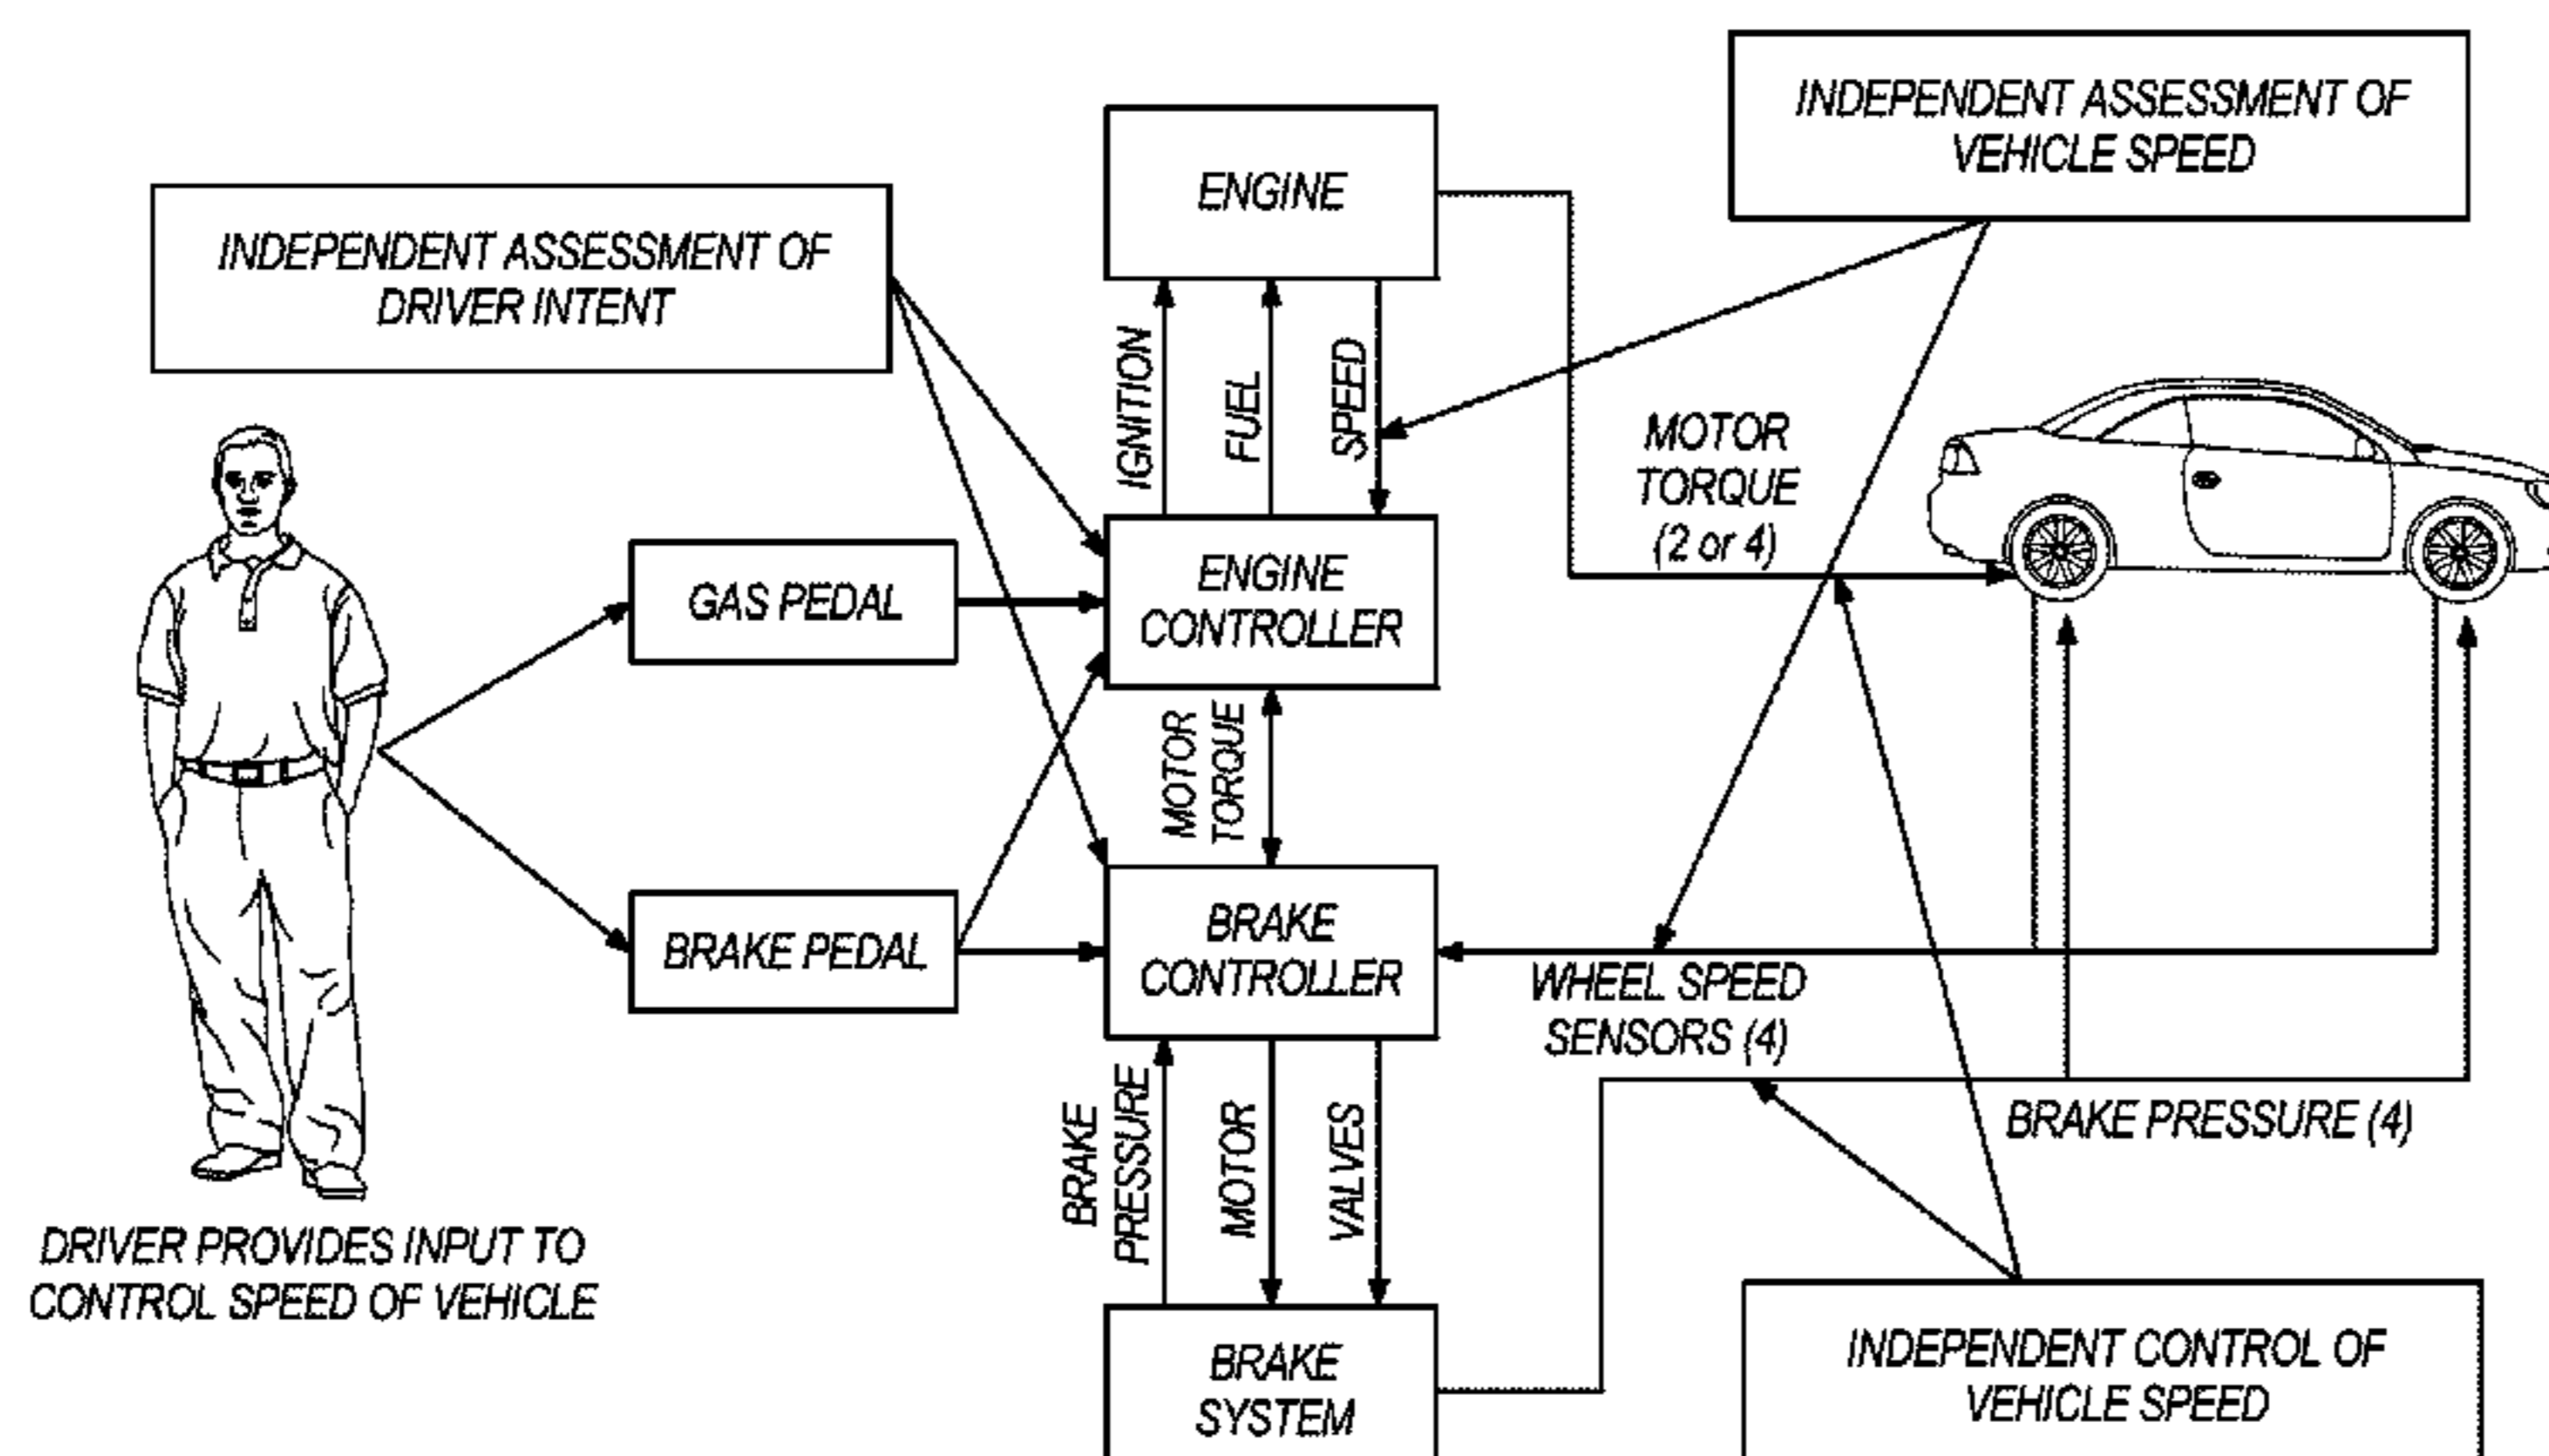 INDEPENDENT ASSESSMENT OF
VEHICLE SPEED
ENGINE
INDEPENDENT ASSESSMENT OF
DRIVER INTENT
IGNITION
FUEL
SPEED
MOTOR
TORQUE
(2 or 4)
GAS PEDAL
ENGINE
CONTROLLER
MOTOR
TORQUE
BRAKE PEDAL
BRAKE
CONTROLLER
WHEEL SPEED
SENSORS (4)
BRAKE
PRESSURE
MOTOR
VALVES
BRAKE PRESSURE (4)
DRIVER PROVIDES INPUT TO
CONTROL SPEED OF VEHICLE
BRAKE
SYSTEM
INDEPENDENT CONTROL OF
VEHICLE SPEED